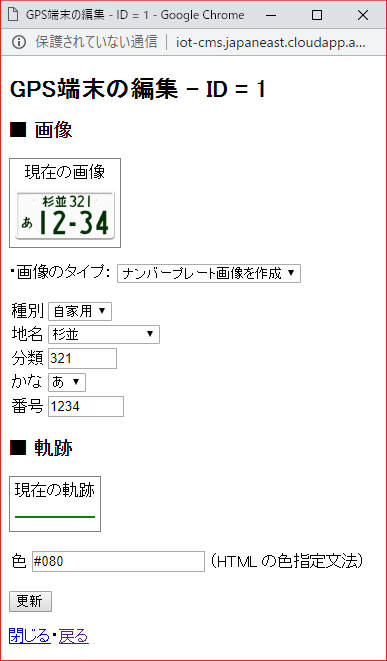 GPS端末の編集 - ID = 1 - Google Chrome
保護されていない通信 | iot-cms.japaneast.cloudapp.a...
GPS端末の編集 - ID = 1
■ 画像
現在の画像
杉並 321
あ 12-34
・画像のタイプ: ナンバープレート画像を作成
種別 自家用
地名 杉並
分類 321
かな あ
番号 1234
■ 軌跡
現在の軌跡
色 #080 (HTML の色指定文法)
更新
閉じる・戻る